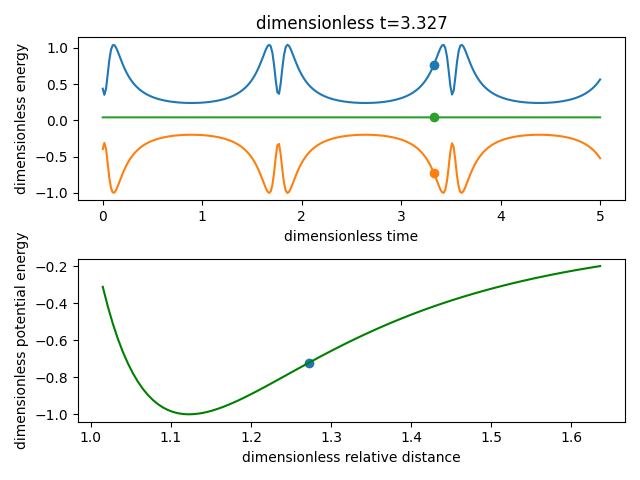 dimensionless t=3.327
dimensionless energy
1.0
0.5
0.0
−0.5
−1.0
0 1 2 3 4 5
dimensionless time
dimensionless potential energy
−0.2
−0.4
−0.6
−0.8
−1.0
1.0 1.1 1.2 1.3 1.4 1.5 1.6
dimensionless relative distance